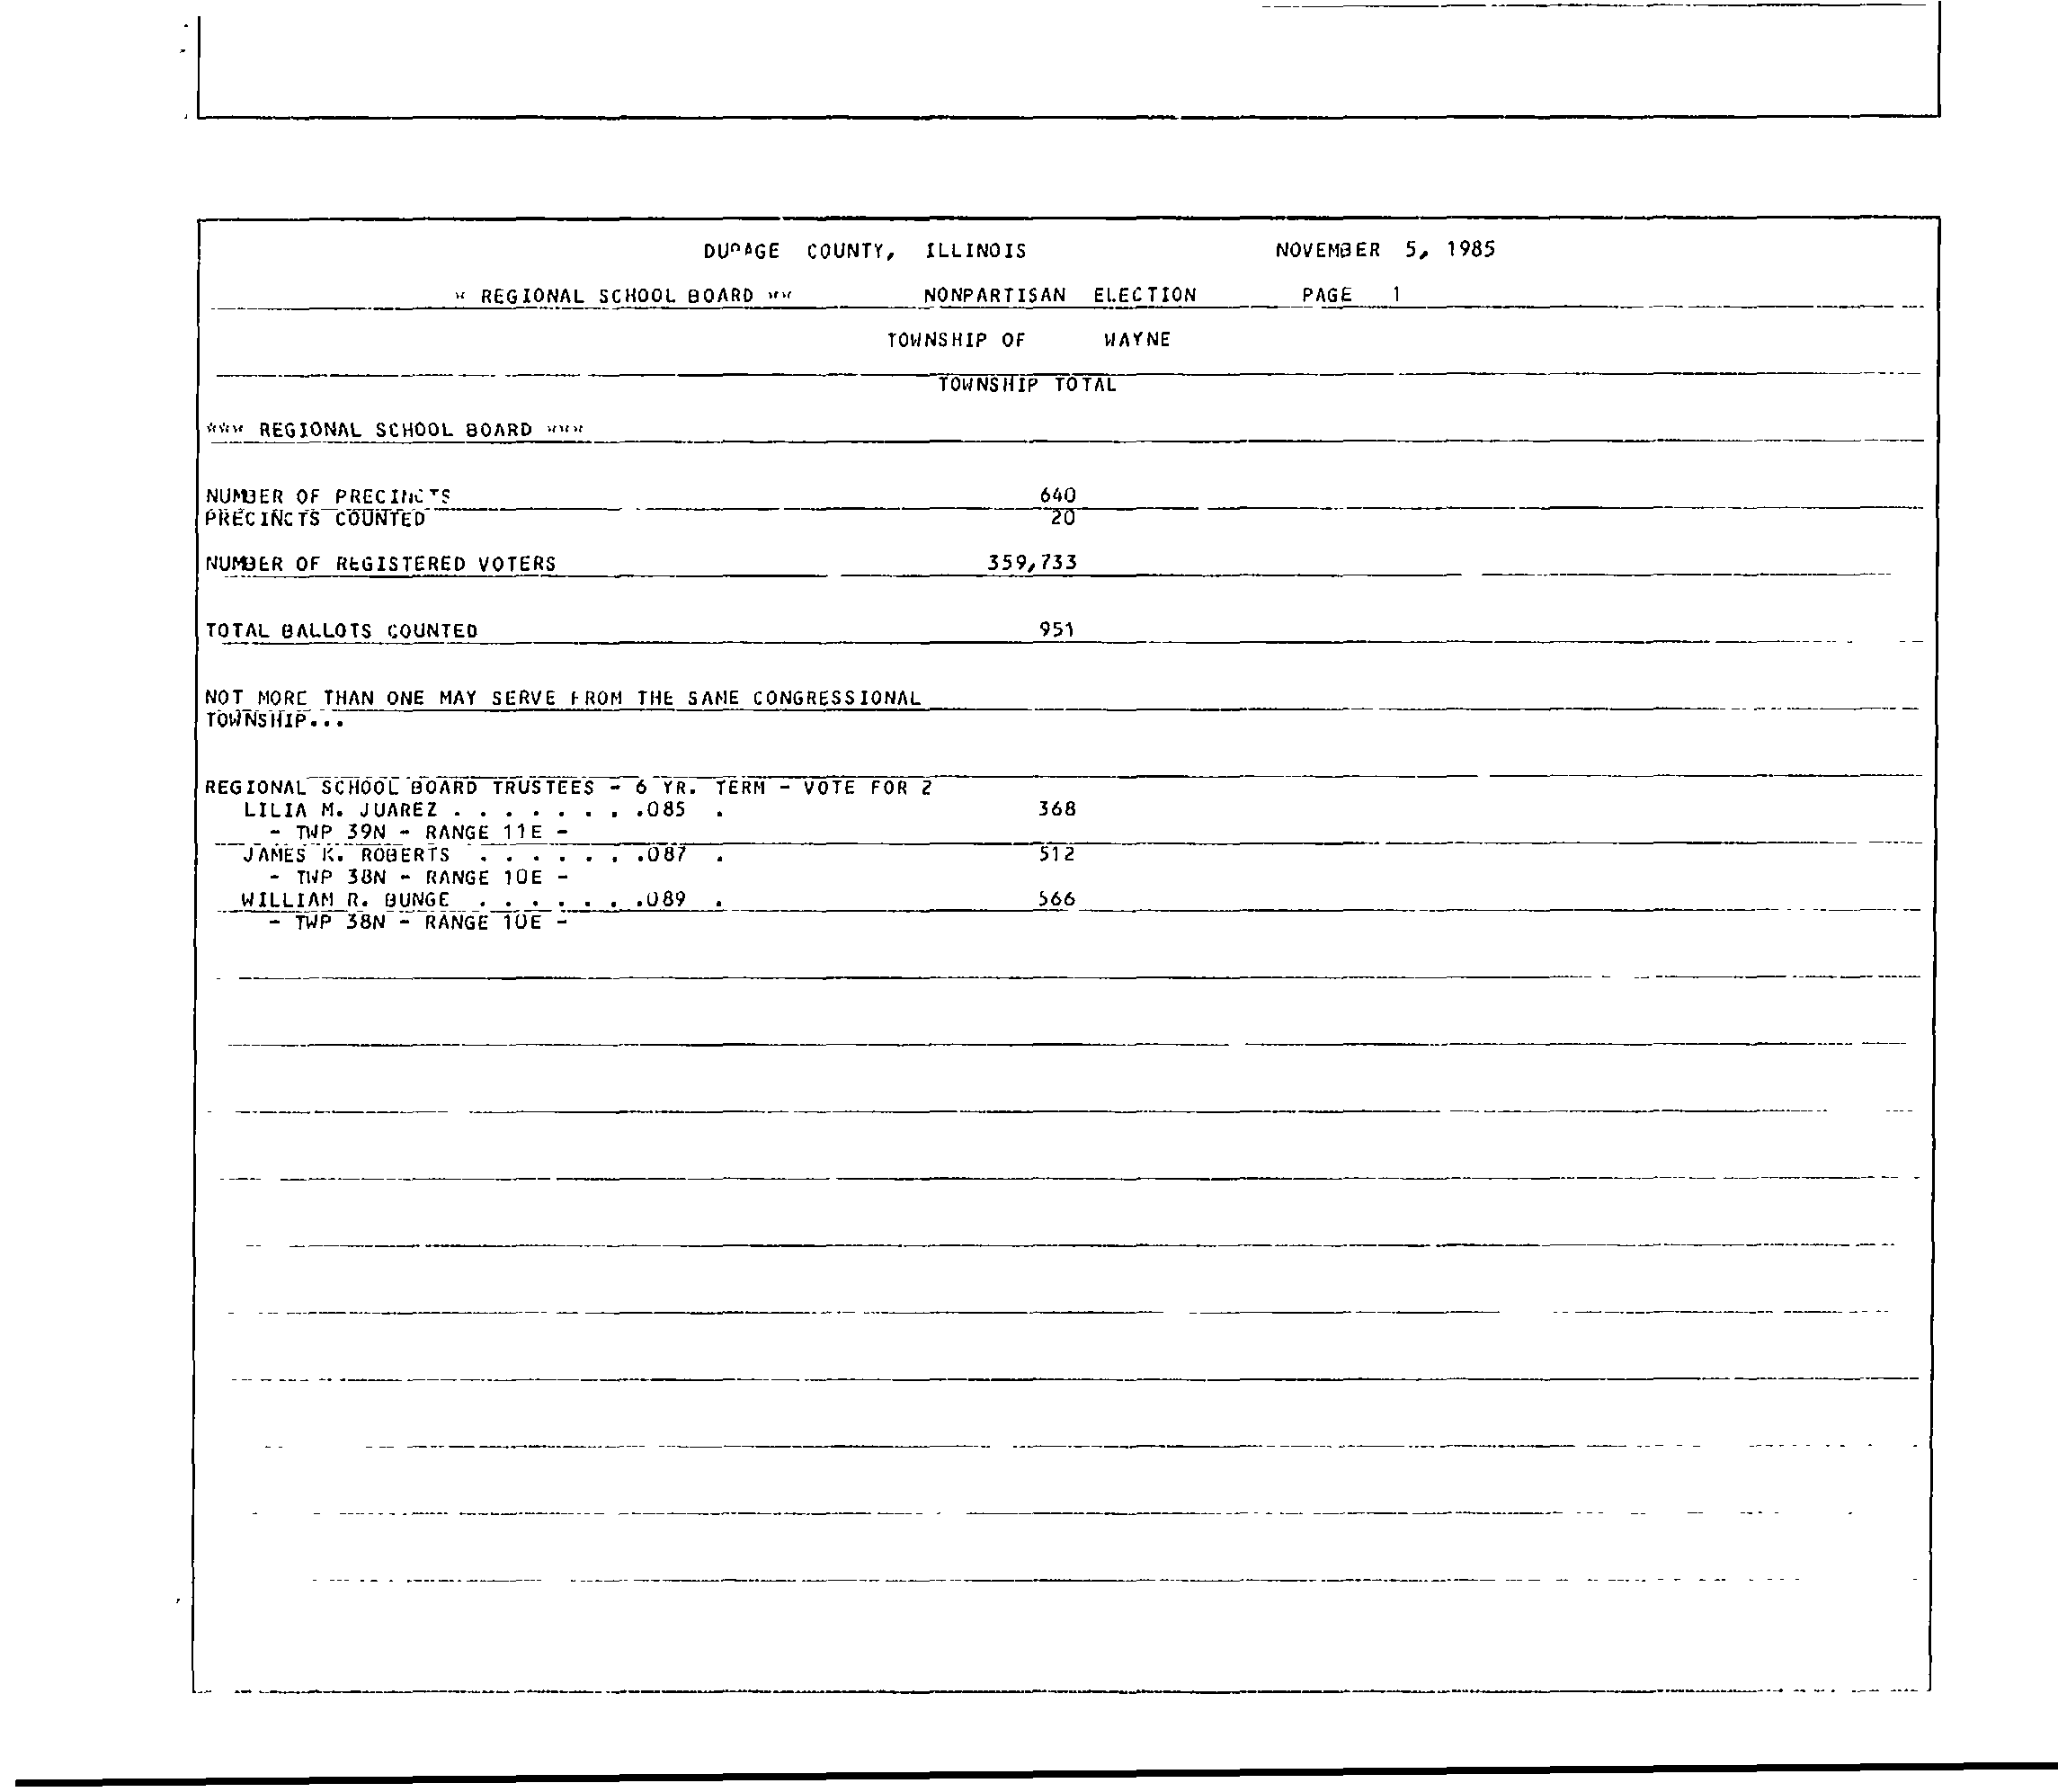 DUPAGE COUNTY, ILLINOIS NOVEMBER 5, 1985
* REGIONAL SCHOOL BOARD ** NONPARTISAN ELECTION PAGE 1
TOWNSHIP OF WAYNE
TOWNSHIP TOTAL
*** REGIONAL SCHOOL BOARD ***
NUMBER OF PRECINCTS 640
PRECINCTS COUNTED 20
NUMBER OF REGISTERED VOTERS 359,733
TOTAL BALLOTS COUNTED 951
NOT MORE THAN ONE MAY SERVE FROM THE SAME CONGRESSIONAL
TOWNSHIP...
REGIONAL SCHOOL BOARD TRUSTEES - 6 YR. TERM - VOTE FOR 2
LILIA M. JUAREZ . . . . . . . .085 . 368
- TWP 39N - RANGE 11E -
JAMES K. ROBERTS . . . . . . .087 . 512
- TWP 38N - RANGE 10E -
WILLIAM R. BUNGE . . . . . . .089 . 566
- TWP 38N - RANGE 10E -